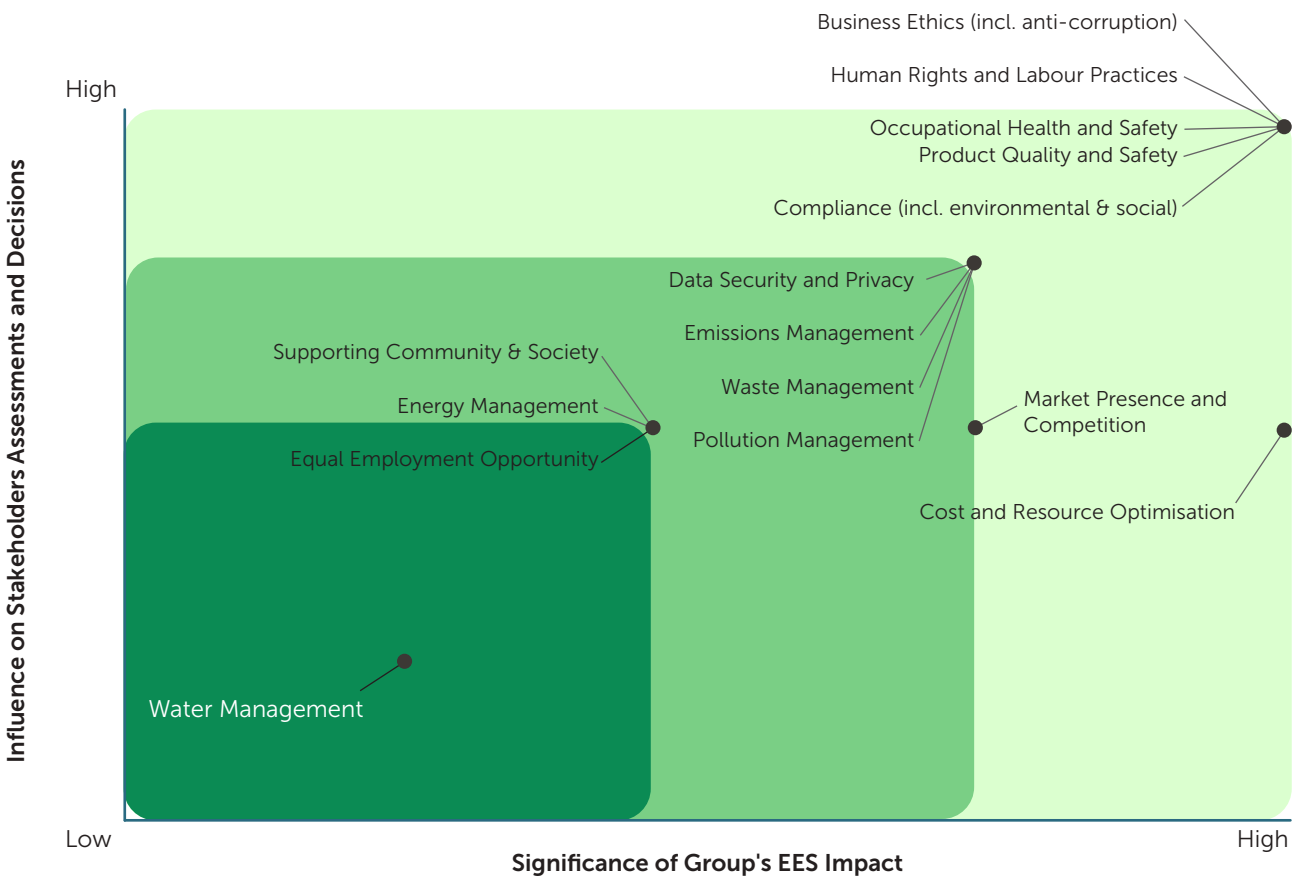 Business Ethics (incl. anti-corruption)
Human Rights and Labour Practices
High
Occupational Health and Safety
Product Quality and Safety
Compliance (incl. environmental & social)
Data Security and Privacy
Emissions Management
Supporting Community & Society
Waste Management
Energy Management
Market Presence and
Competition
Pollution Management
Equal Employment Opportunity
Cost and Resource Optimisation
Water Management
Influence on Stakeholders Assessments and Decisions
Low
High
Significance of Group's EES Impact